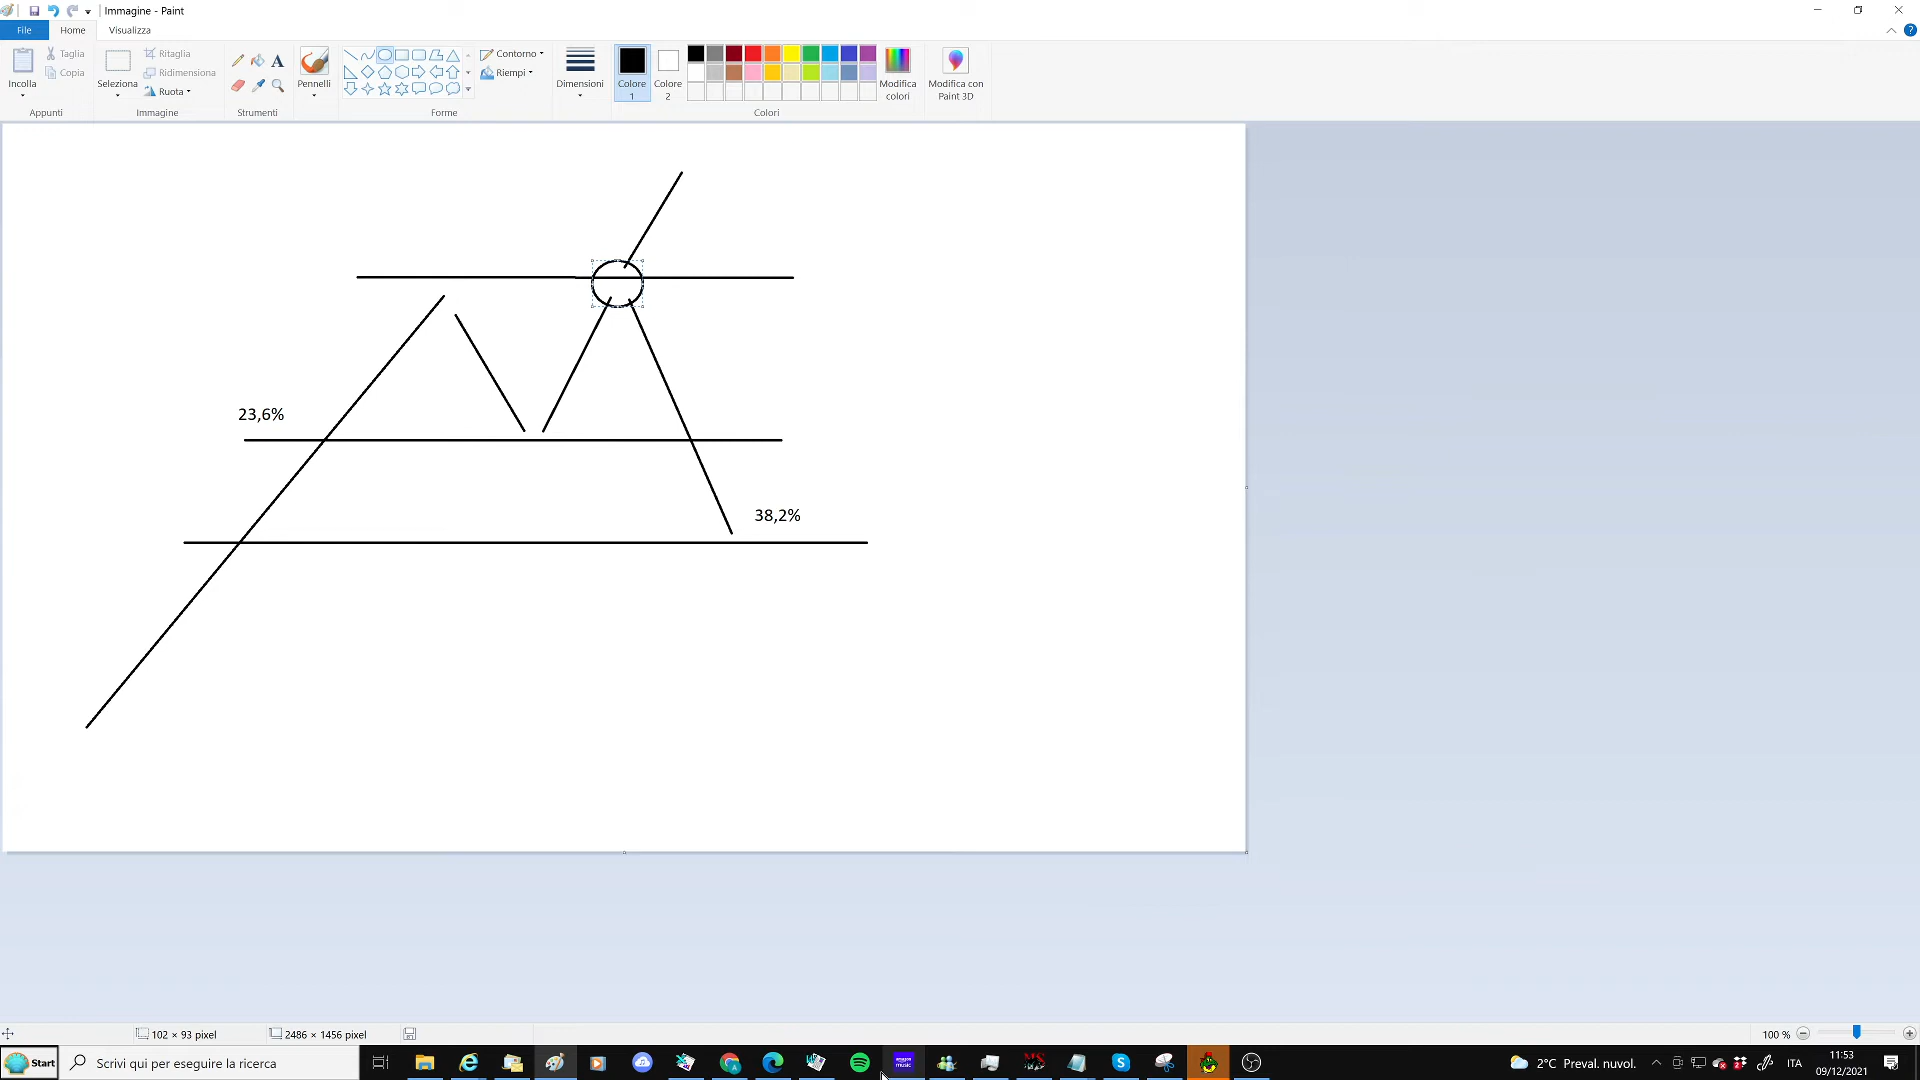 Immagine - Paint
File Home Visualizza
Incolla
Taglia
Copia
Appunti
Seleziona
Ritaglia
Ridimensiona
Ruota
Immagine
A
Strumenti
Pennelli
Contorno
Riempi
Forme
Dimensioni
Colore 1
Colore 2
Modifica colori
Colori
Modifica con Paint 3D
23,6%
38,2%
102 × 93 pixel
2486 × 1456 pixel
100 %
Start
Scrivi qui per eseguire la ricerca
amazon music
2°C Preval. nuvol.
ITA
11:53
09/12/2021